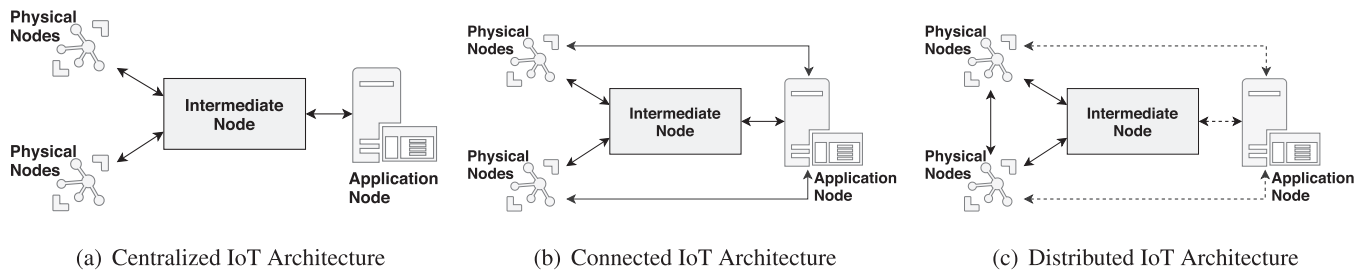 Physical
Nodes
Intermediate
Node
Physical
Nodes
Application
Node
(a) Centralized IoT Architecture
Physical
Nodes
Intermediate
Node
Physical
Nodes
Application
Node
(b) Connected IoT Architecture
Physical
Nodes
Intermediate
Node
Physical
Nodes
Application
Node
(c) Distributed IoT Architecture